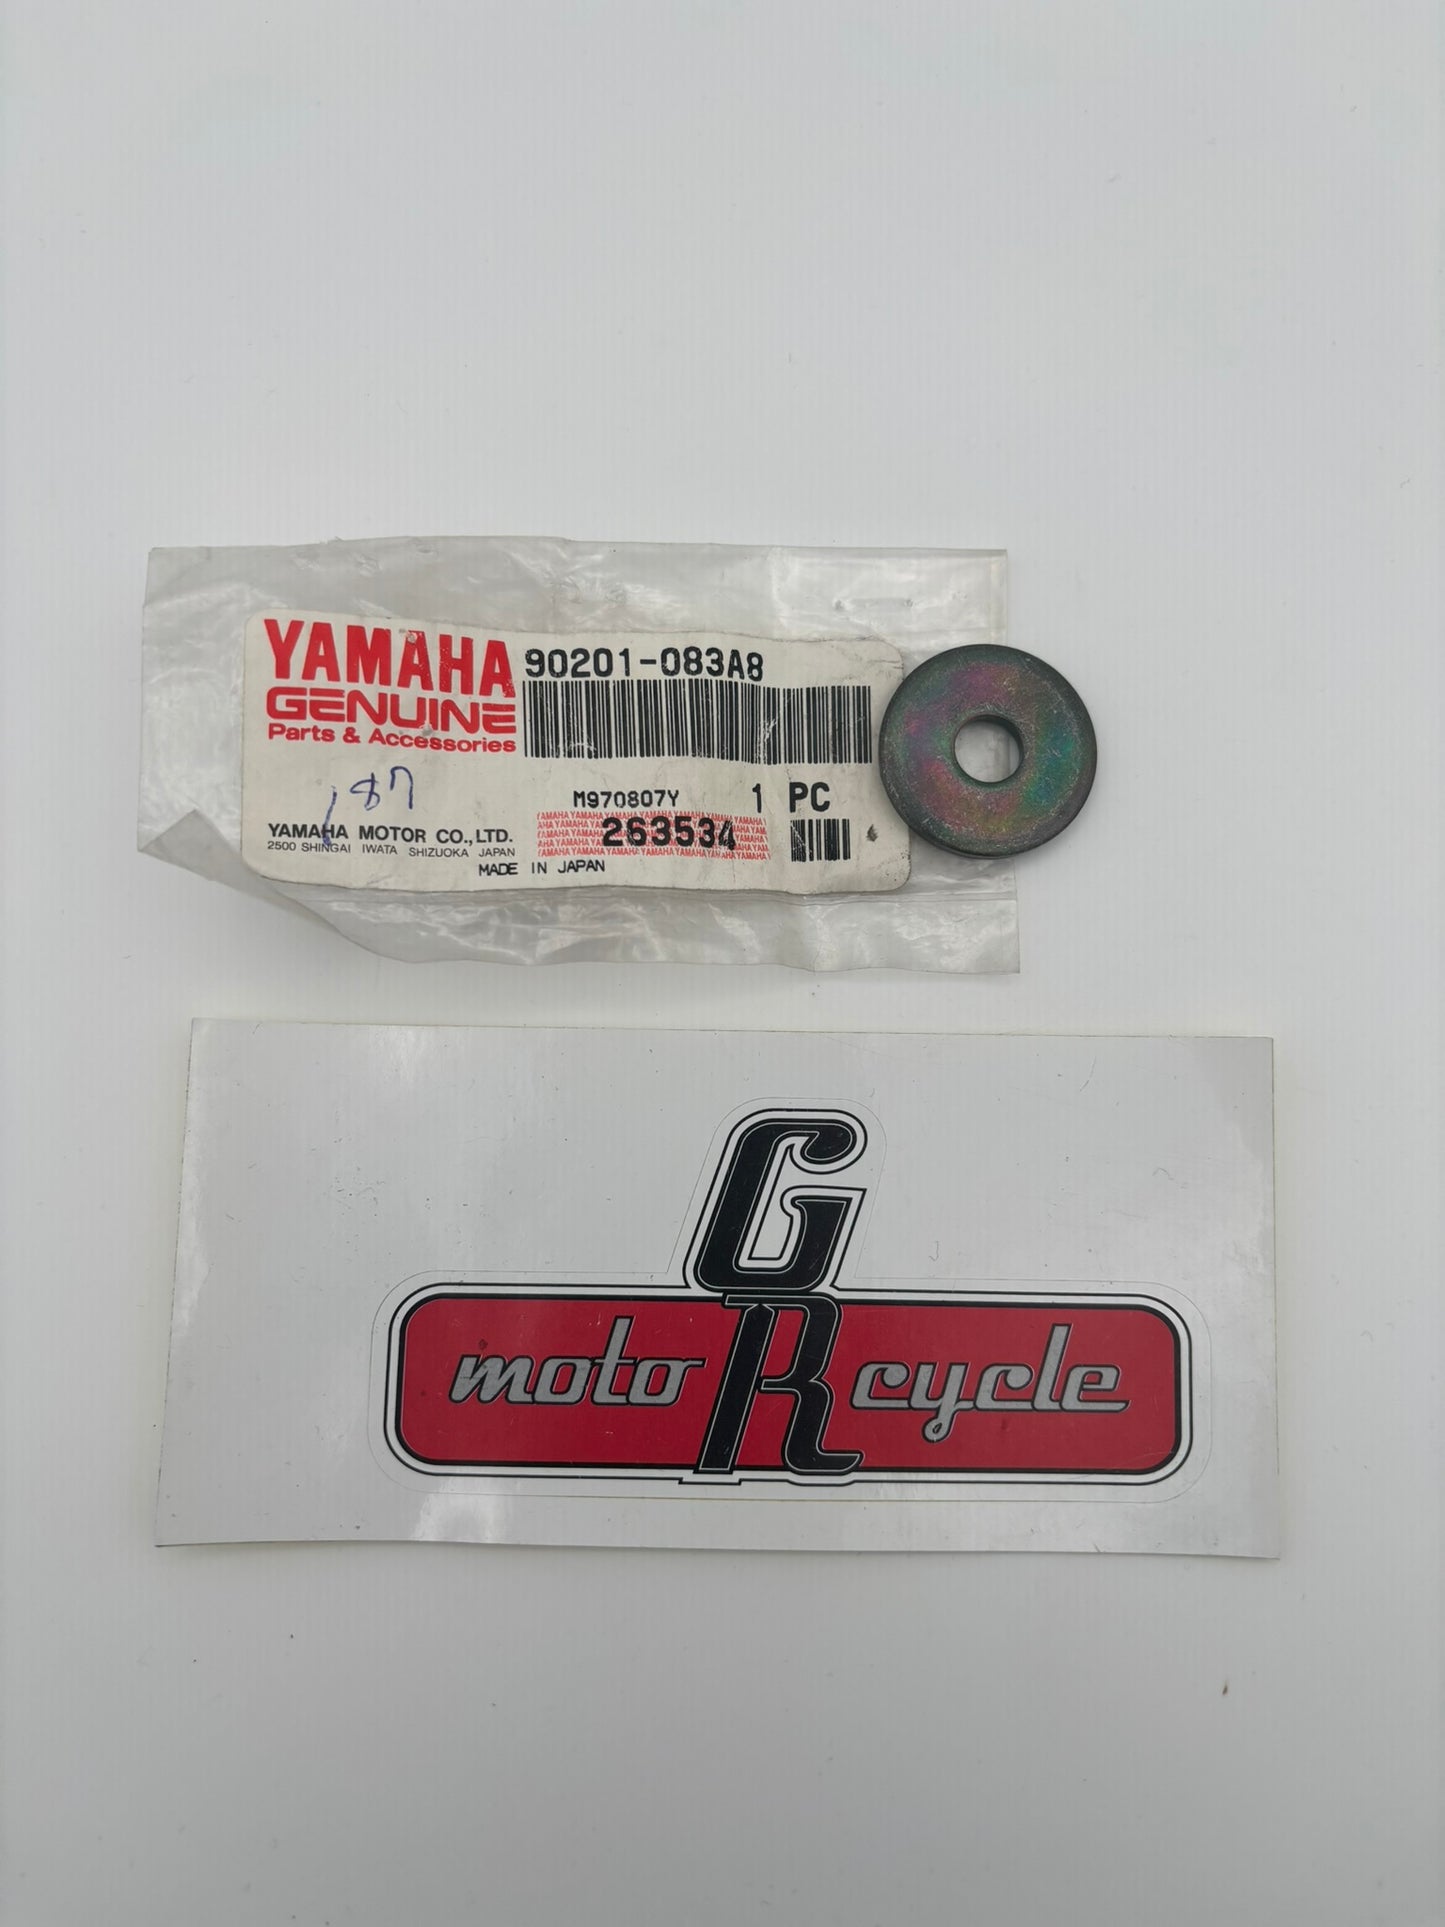 YAMAHA
GENUINE
Parts & Accessories
90201-083A8
187
M970807Y
1 PC
263534
YAMAHA MOTOR CO.,LTD.
2500 SHINGAI IWATA SHIZUOKA JAPAN
MADE IN JAPAN
G
moto R cycle